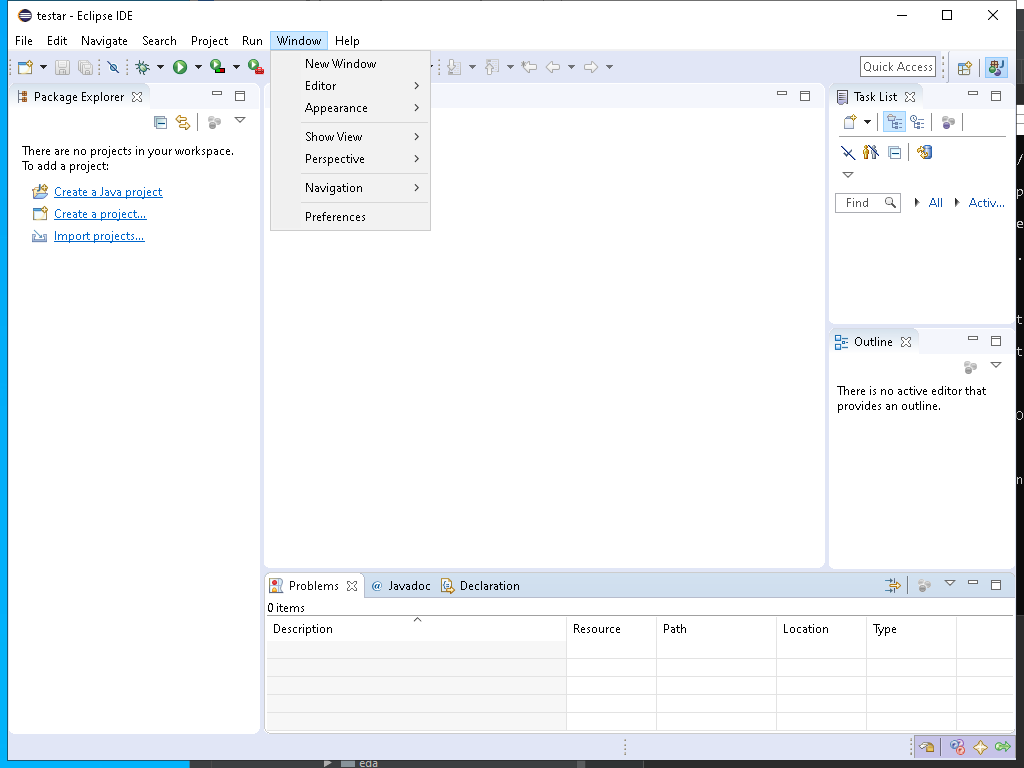 testar - Eclipse IDE
File Edit Navigate Search Project Run Window Help
Quick Access
New Window
Editor
Appearance
Show View
Perspective
Navigation
Preferences
Package Explorer
There are no projects in your workspace.
To add a project:
Create a Java project
Create a project...
Import projects...
Task List
Find All Activ...
Outline
There is no active editor that
provides an outline.
Problems @ Javadoc Declaration
0 items
Description Resource Path Location Type
eda